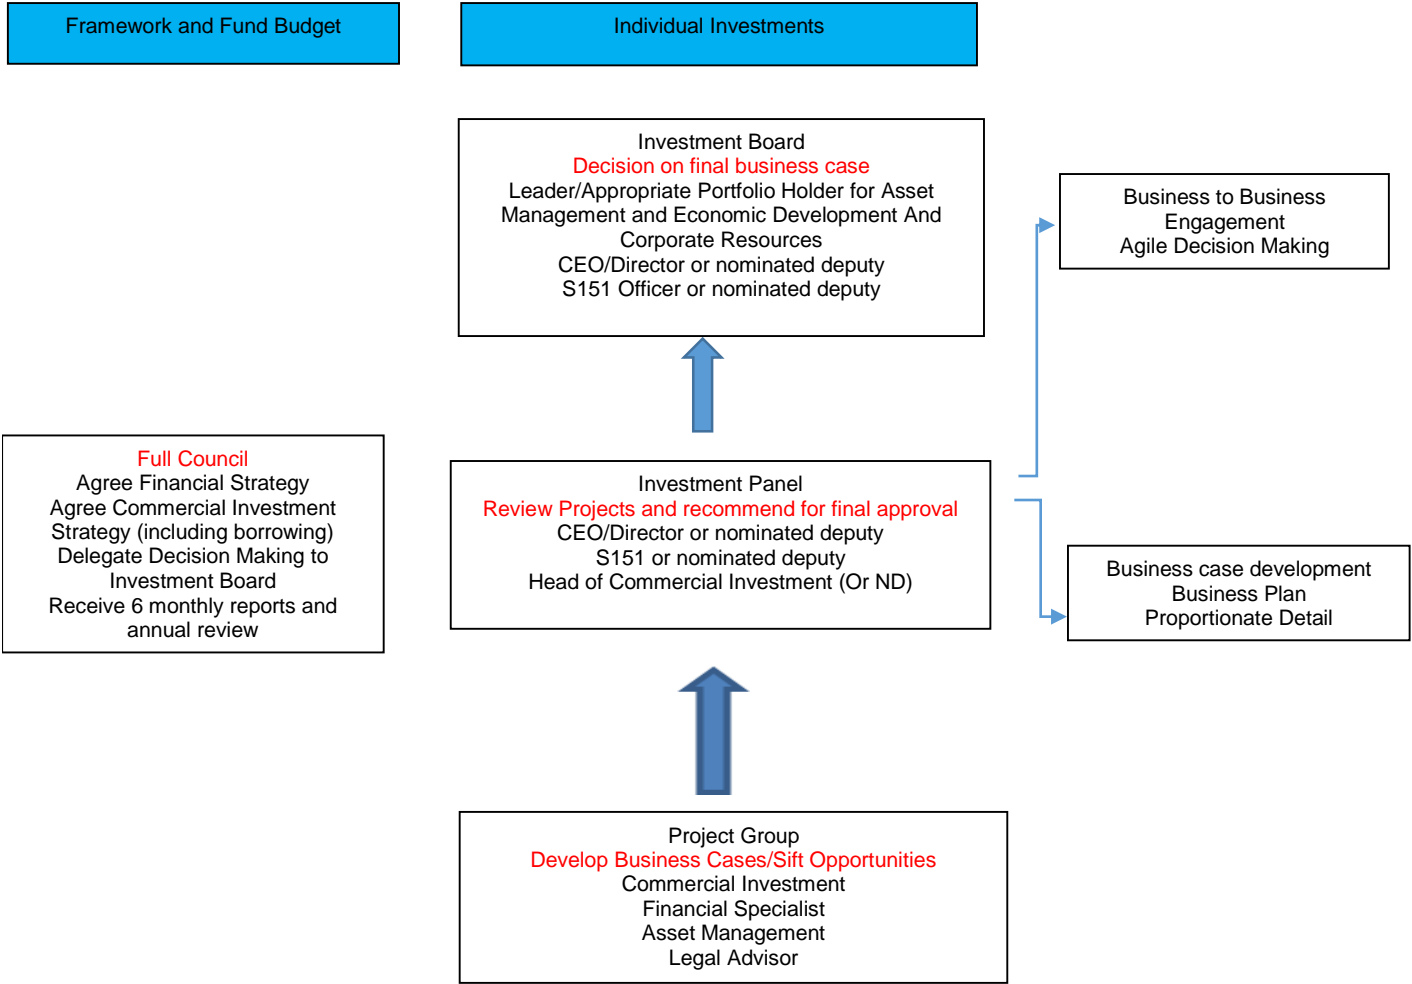 Framework and Fund Budget
Individual Investments
Investment Board
Decision on final business case
Leader/Appropriate Portfolio Holder for Asset
Management and Economic Development And
Corporate Resources
CEO/Director or nominated deputy
S151 Officer or nominated deputy
Business to Business
Engagement
Agile Decision Making
Full Council
Agree Financial Strategy
Agree Commercial Investment
Strategy (including borrowing)
Delegate Decision Making to
Investment Board
Receive 6 monthly reports and
annual review
Investment Panel
Review Projects and recommend for final approval
CEO/Director or nominated deputy
S151 or nominated deputy
Head of Commercial Investment (Or ND)
Business case development
Business Plan
Proportionate Detail
Project Group
Develop Business Cases/Sift Opportunities
Commercial Investment
Financial Specialist
Asset Management
Legal Advisor